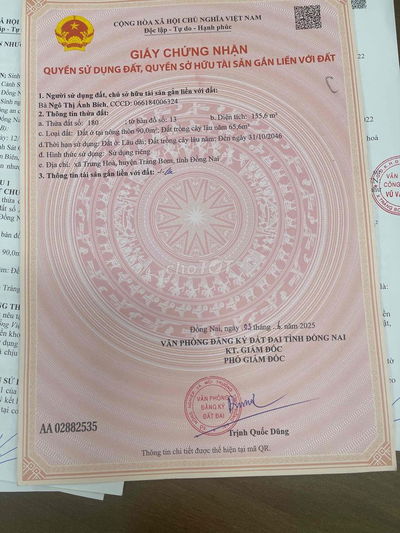 CỘNG HÒA XÃ HỘI CHỦ NGHĨA VIỆT NAM
Độc lập - Tự do - Hạnh phúc
GIẤY CHỨNG NHẬN
QUYỀN SỬ DỤNG ĐẤT, QUYỀN SỞ HỮU TÀI SẢN GẮN LIỀN VỚI ĐẤT
1. Người sử dụng đất, chủ sở hữu tài sản gắn liền với đất:
Bà Ngô Thị Ánh Bích, CCCD: 066184006324
2. Thông tin thửa đất:
a. Thửa đất số: 180 ; tờ bản đồ số: 13 b. Diện tích: 155,6m²
c. Loại đất: Đất ở tại nông thôn 90,0m²; Đất trồng cây lâu năm 65,6m²
d. Thời hạn sử dụng: Đất ở: Lâu dài; Đất trồng cây lâu năm: Đến ngày 31/10/2046
đ. Hình thức sử dụng: Sử dụng riêng
e. Địa chỉ: xã Trung Hoà, huyện Trảng Bom, tỉnh Đồng Nai
3. Thông tin tài sản gắn liền với đất: -/-
C
chợTỐT
Đồng Nai, ngày 03 tháng 6 năm 2025
VĂN PHÒNG ĐĂNG KÝ ĐẤT ĐAI TỈNH ĐỒNG NAI
KT. GIÁM ĐỐC
PHÓ GIÁM ĐỐC
VĂN PHÒNG
ĐĂNG KÝ
ĐẤT ĐAI
AA 02882535
Trịnh Quốc Dũng
Thông tin chi tiết được thể hiện tại mã QR.